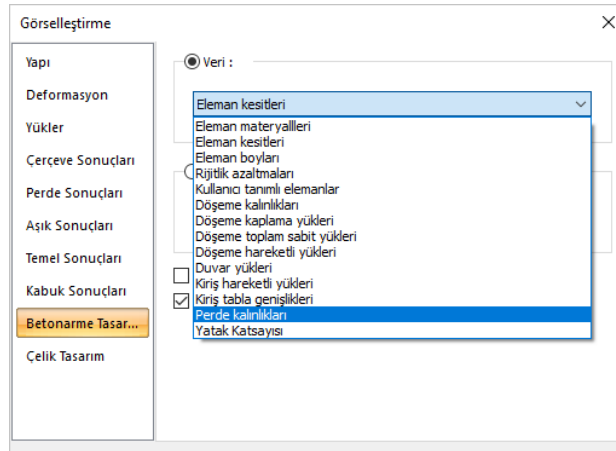 Görselleştirme
Yapı
Deformasyon
Yükler
Çerçeve Sonuçları
Perde Sonuçları
Aşık Sonuçları
Temel Sonuçları
Kabuk Sonuçları
Betonarme Tasar...
Çelik Tasarım
Veri :
Eleman kesitleri
Eleman materyallleri
Eleman kesitleri
Eleman boyları
Rijitlik azaltmaları
Kullanıcı tanımlı elemanlar
Döşeme kalınlıkları
Döşeme kaplama yükleri
Döşeme toplam sabit yükleri
Döşeme hareketli yükleri
Duvar yükleri
Kiriş hareketli yükleri
Kiriş tabla genişlikleri
Perde kalınlıkları
Yatak Katsayısı